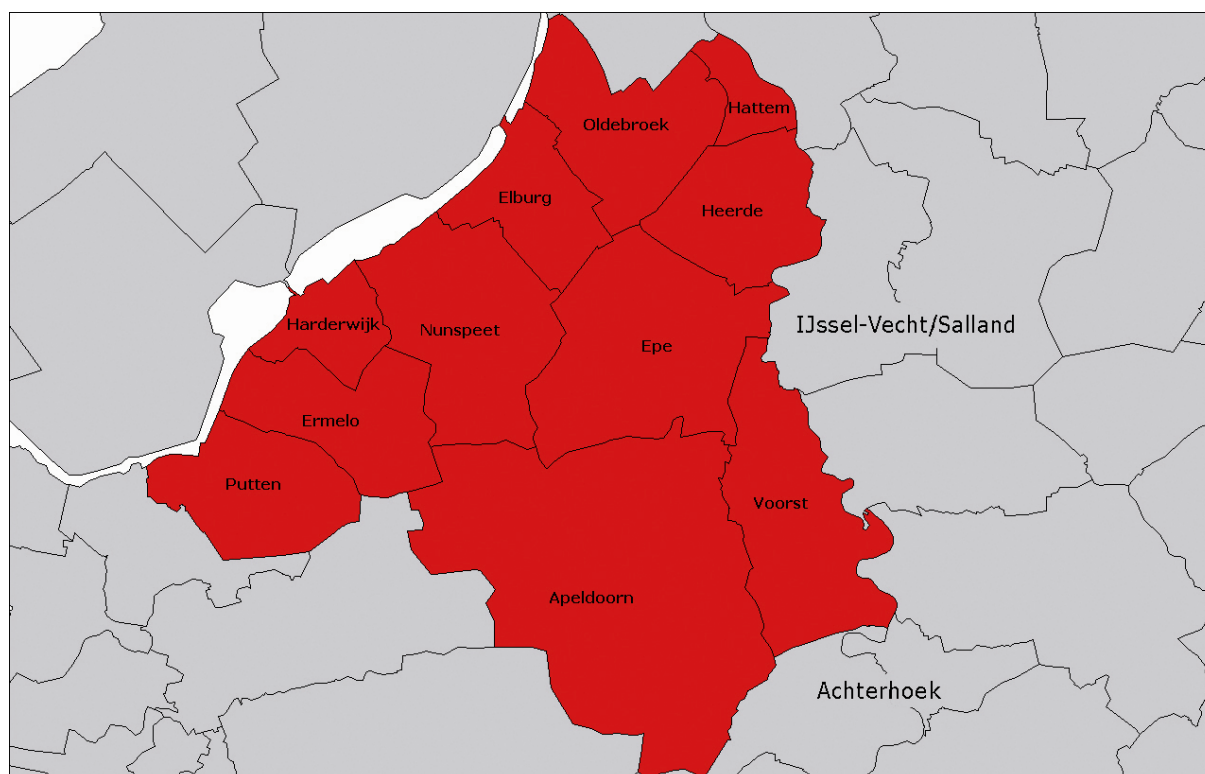 Hattem
Oldebroek
Elburg
Heerde
Harderwijk
Nunspeet
IJssel-Vecht/Salland
Epe
Ermelo
Putten
Voorst
Apeldoorn
Achterhoek